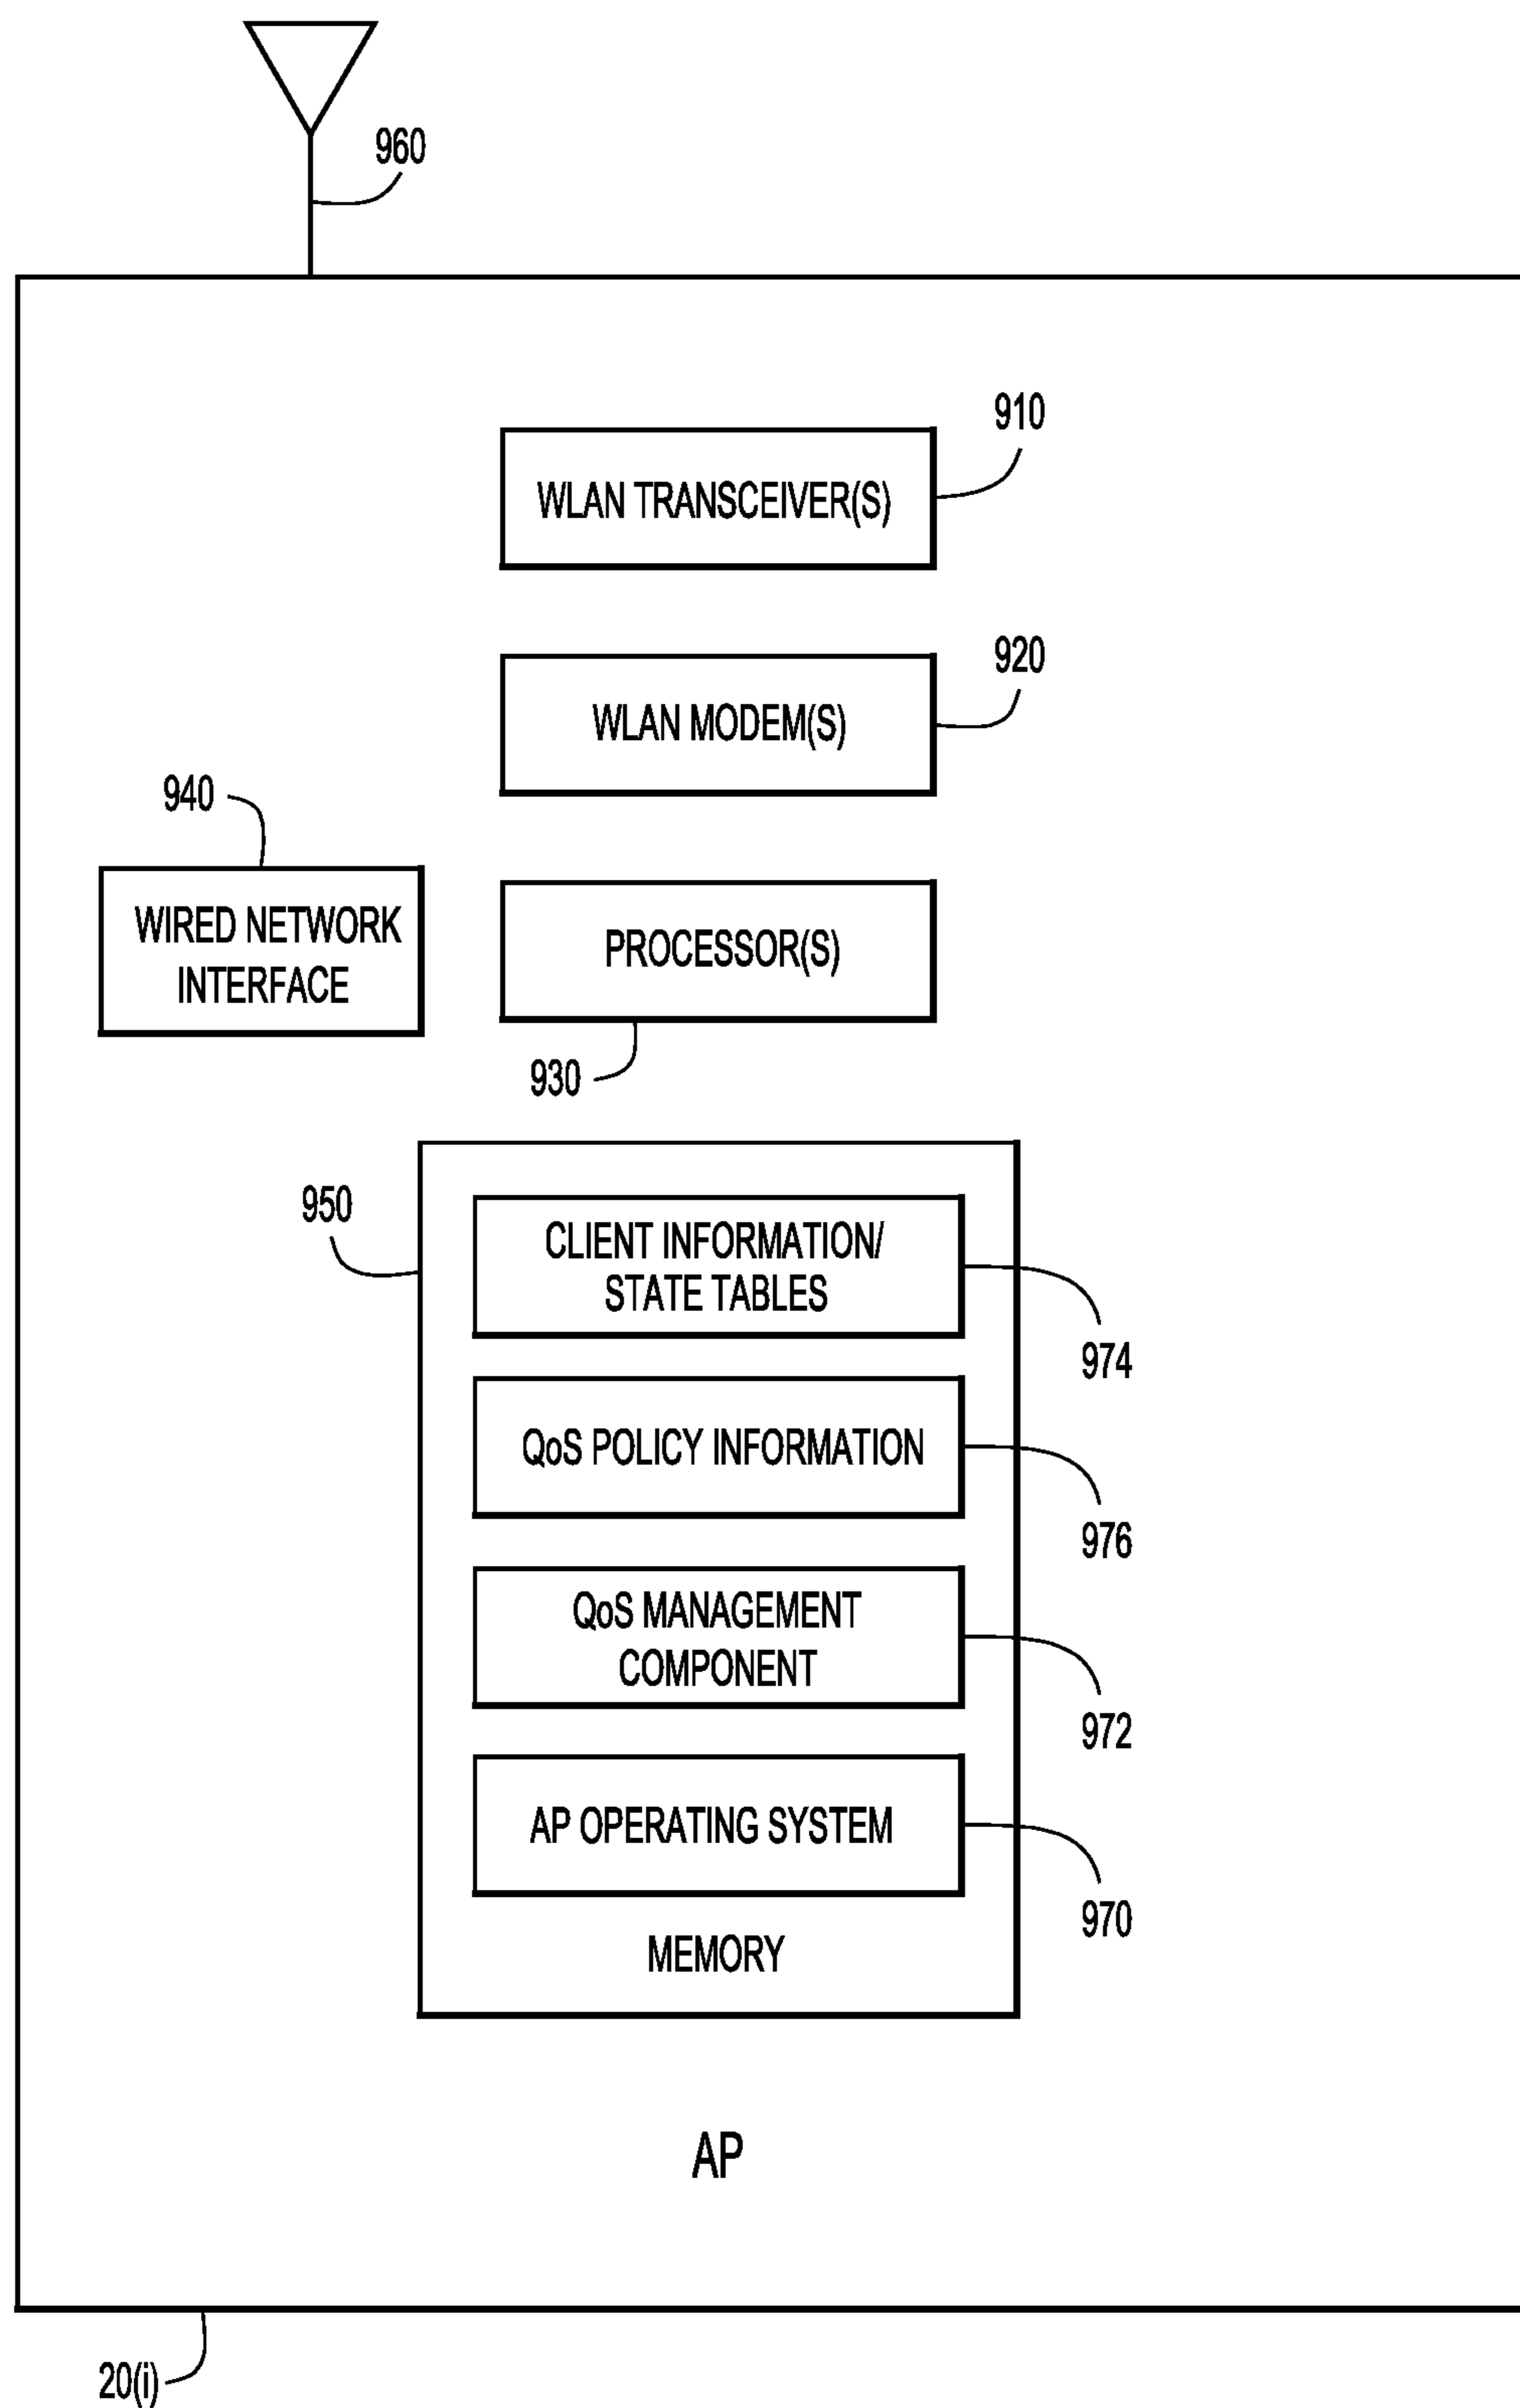 960
910
WLAN TRANSCEIVER(S)
920
WLAN MODEM(S)
940
WIRED NETWORK
INTERFACE
PROCESSOR(S)
930
950
CLIENT INFORMATION/
STATE TABLES
974
QoS POLICY INFORMATION
976
QoS MANAGEMENT
COMPONENT
972
AP OPERATING SYSTEM
970
MEMORY
AP
20(i)